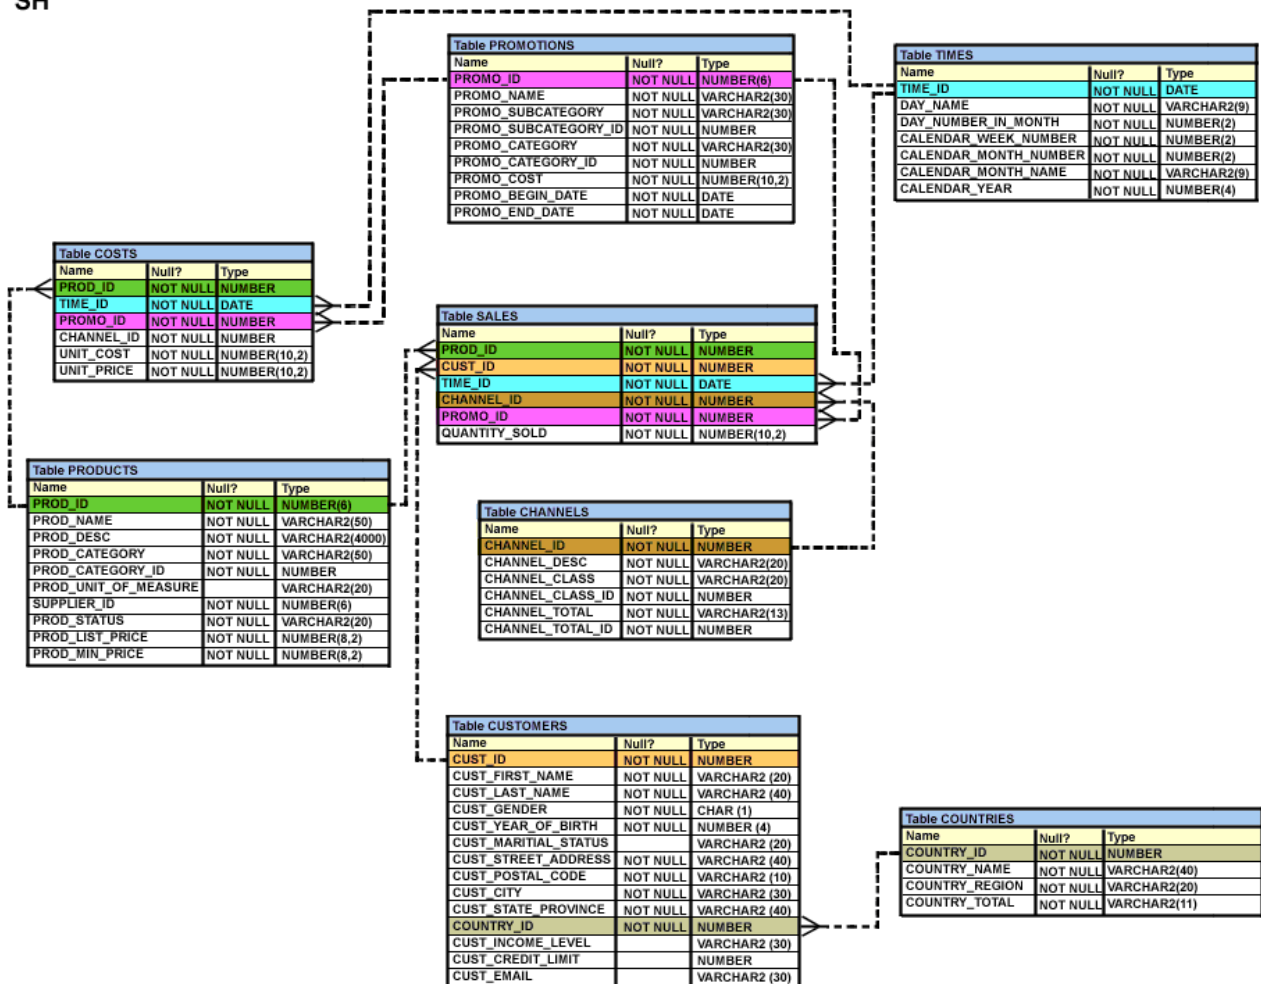 SH
Table PROMOTIONS
Name Null? Type
PROMO_ID NOT NULL NUMBER(6)
PROMO_NAME NOT NULL VARCHAR2(30)
PROMO_SUBCATEGORY NOT NULL VARCHAR2(30)
PROMO_SUBCATEGORY_ID NOT NULL NUMBER
PROMO_CATEGORY NOT NULL VARCHAR2(30)
PROMO_CATEGORY_ID NOT NULL NUMBER
PROMO_COST NOT NULL NUMBER(10,2)
PROMO_BEGIN_DATE NOT NULL DATE
PROMO_END_DATE NOT NULL DATE
Table TIMES
Name Null? Type
TIME_ID NOT NULL DATE
DAY_NAME NOT NULL VARCHAR2(9)
DAY_NUMBER_IN_MONTH NOT NULL NUMBER(2)
CALENDAR_WEEK_NUMBER NOT NULL NUMBER(2)
CALENDAR_MONTH_NUMBER NOT NULL NUMBER(2)
CALENDAR_MONTH_NAME NOT NULL VARCHAR2(9)
CALENDAR_YEAR NOT NULL NUMBER(4)
Table COSTS
Name Null? Type
PROD_ID NOT NULL NUMBER
TIME_ID NOT NULL DATE
PROMO_ID NOT NULL NUMBER
CHANNEL_ID NOT NULL NUMBER
UNIT_COST NOT NULL NUMBER(10,2)
UNIT_PRICE NOT NULL NUMBER(10,2)
Table SALES
Name Null? Type
PROD_ID NOT NULL NUMBER
CUST_ID NOT NULL NUMBER
TIME_ID NOT NULL DATE
CHANNEL_ID NOT NULL NUMBER
PROMO_ID NOT NULL NUMBER
QUANTITY_SOLD NOT NULL NUMBER(10,2)
Table PRODUCTS
Name Null? Type
PROD_ID NOT NULL NUMBER(6)
PROD_NAME NOT NULL VARCHAR2(50)
PROD_DESC NOT NULL VARCHAR2(4000)
PROD_CATEGORY NOT NULL VARCHAR2(50)
PROD_CATEGORY_ID NOT NULL NUMBER
PROD_UNIT_OF_MEASURE VARCHAR2(20)
SUPPLIER_ID NOT NULL NUMBER(6)
PROD_STATUS NOT NULL VARCHAR2(20)
PROD_LIST_PRICE NOT NULL NUMBER(8,2)
PROD_MIN_PRICE NOT NULL NUMBER(8,2)
Table CHANNELS
Name Null? Type
CHANNEL_ID NOT NULL NUMBER
CHANNEL_DESC NOT NULL VARCHAR2(20)
CHANNEL_CLASS NOT NULL VARCHAR2(20)
CHANNEL_CLASS_ID NOT NULL NUMBER
CHANNEL_TOTAL NOT NULL VARCHAR2(13)
CHANNEL_TOTAL_ID NOT NULL NUMBER
Table CUSTOMERS
Name Null? Type
CUST_ID NOT NULL NUMBER
CUST_FIRST_NAME NOT NULL VARCHAR2 (20)
CUST_LAST_NAME NOT NULL VARCHAR2 (40)
CUST_GENDER NOT NULL CHAR (1)
CUST_YEAR_OF_BIRTH NOT NULL NUMBER (4)
CUST_MARITIAL_STATUS VARCHAR2 (20)
CUST_STREET_ADDRESS NOT NULL VARCHAR2 (40)
CUST_POSTAL_CODE NOT NULL VARCHAR2 (10)
CUST_CITY NOT NULL VARCHAR2 (30)
CUST_STATE_PROVINCE NOT NULL VARCHAR2 (40)
COUNTRY_ID NOT NULL NUMBER
CUST_INCOME_LEVEL VARCHAR2 (30)
CUST_CREDIT_LIMIT NUMBER
CUST_EMAIL VARCHAR2 (30)
Table COUNTRIES
Name Null? Type
COUNTRY_ID NOT NULL NUMBER
COUNTRY_NAME NOT NULL VARCHAR2(40)
COUNTRY_REGION NOT NULL VARCHAR2(20)
COUNTRY_TOTAL NOT NULL VARCHAR2(11)